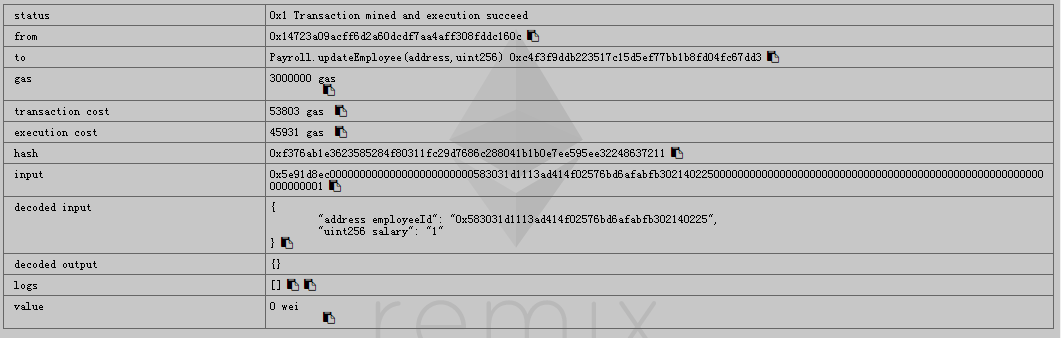 status 0x1 Transaction mined and execution succeed
from 0x14723a09acff6d2a60dcdf7aa4aff308fddc160c
to Payroll.updateEmployee(address,uint256) 0xc4f3f9ddb223517c15d5ef77bb1b8fd04fc67dd3
gas 3000000 gas
transaction cost 53803 gas
execution cost 45931 gas
hash 0xf376ab1e3623585284f80311fc29d7686c288041b1b0e7ee595ee32248637211
input 0x5e91d8ec000000000000000000000000583031d1113ad414f02576bd6afabfb302140225000000000000000000000000000000000000000000000000000000
0000000001
decoded input {
"address employeeId": "0x583031d1113ad414f02576bd6afabfb302140225",
"uint256 salary": "1"
}
decoded output {}
logs []
value 0 wei
remix